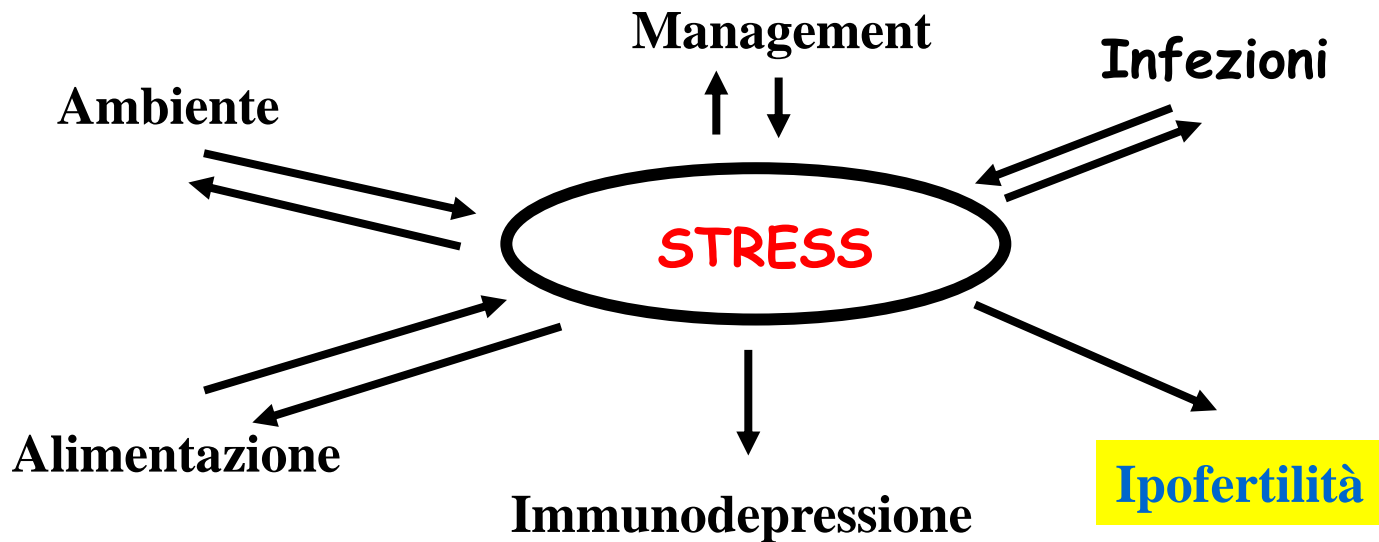 Management
Infezioni
Ambiente
STRESS
Alimentazione
Ipofertilità
Immunodepressione